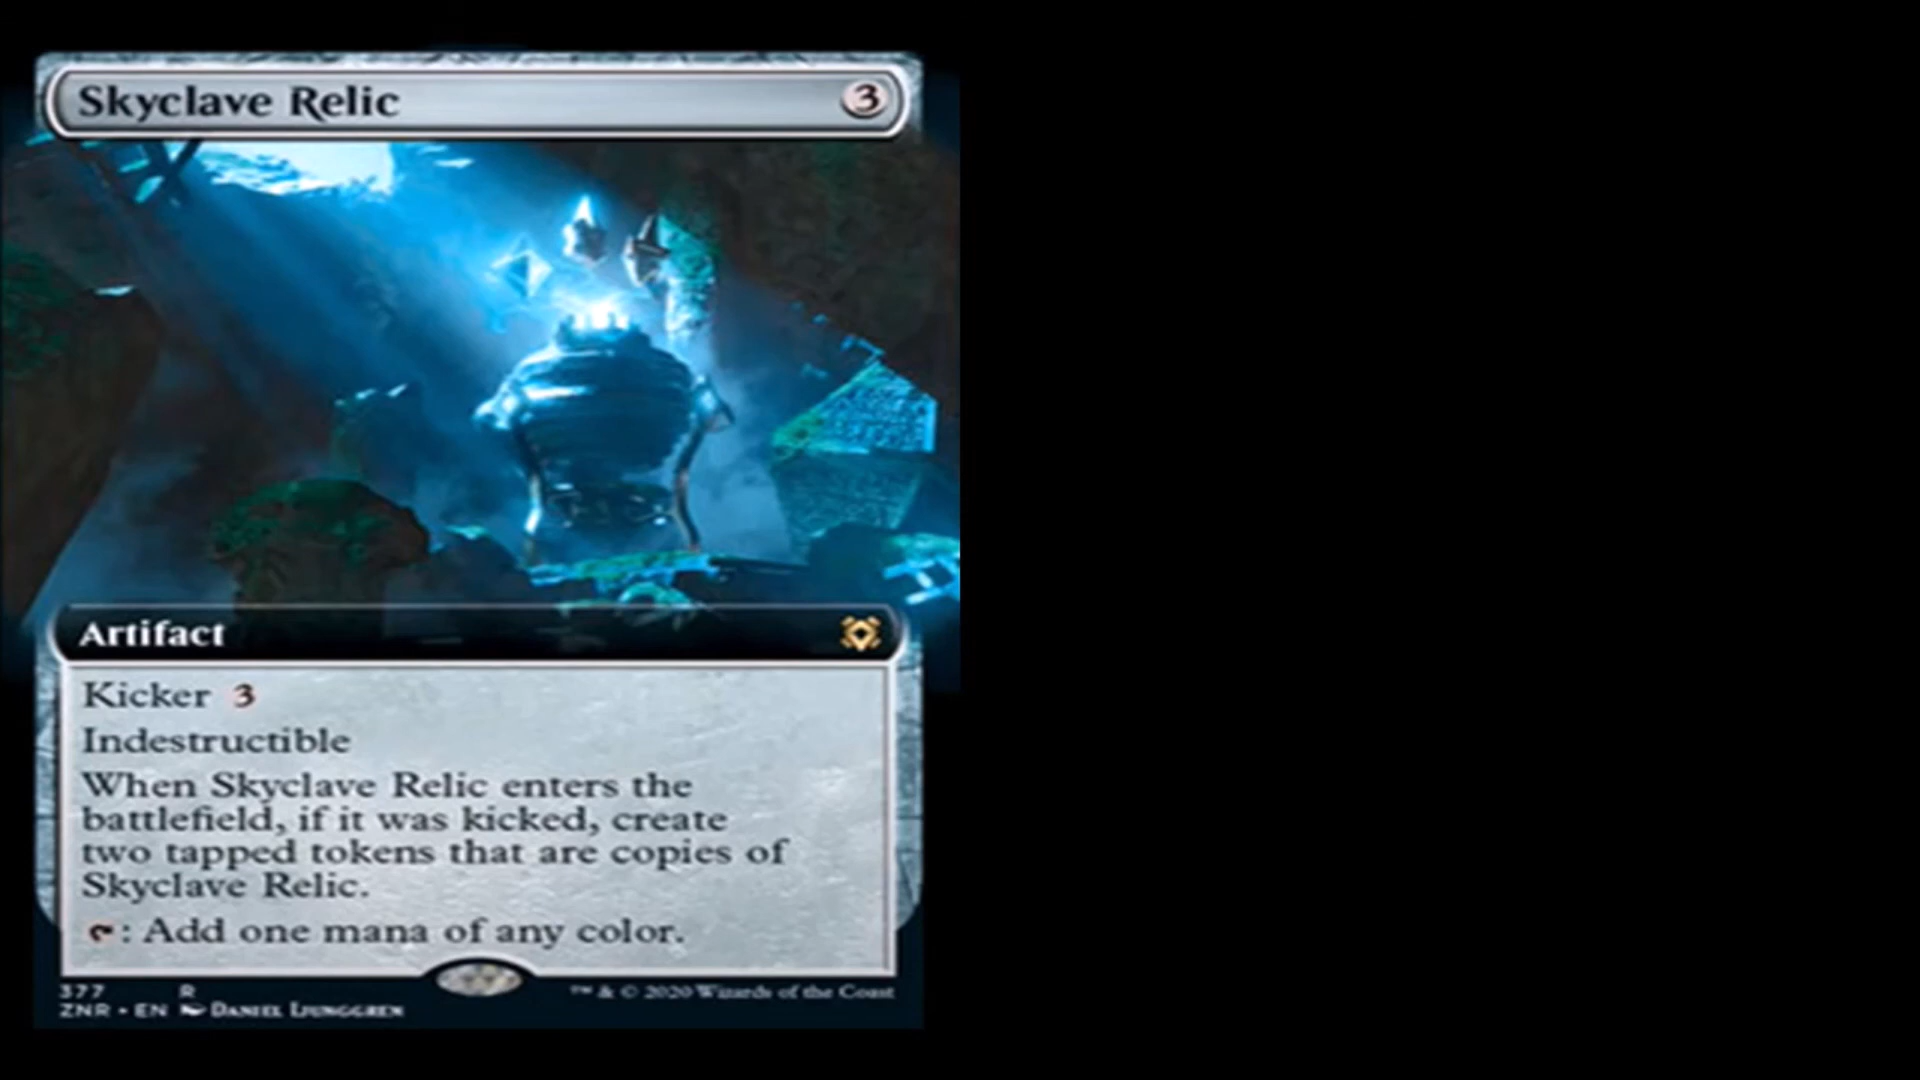 Skyclave Relic 3
Artifact
Kicker 3
Indestructible
When Skyclave Relic enters the
battlefield, if it was kicked, create
two tapped tokens that are copies of
Skyclave Relic.
: Add one mana of any color.
377 R
™ & © 2020 Wizards of the Coast
ZNR • EN Daniel Ljunggren